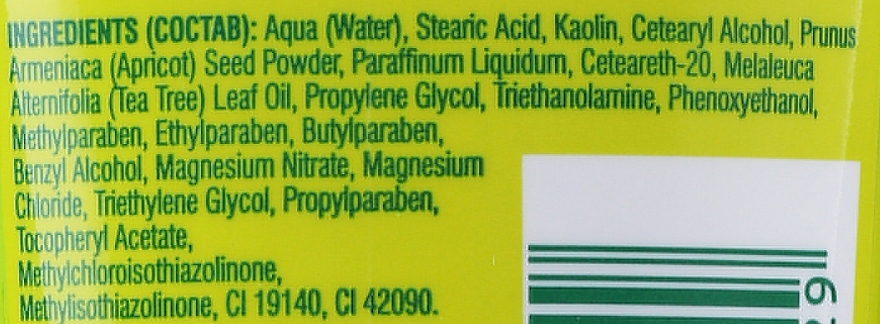 INGREDIENTS (СОСТАВ): Aqua (Water), Stearic Acid, Kaolin, Cetearyl Alcohol, Prunus
Armeniaca (Apricot) Seed Powder, Paraffinum Liquidum, Ceteareth-20, Melaleuca
Alternifolia (Tea Tree) Leaf Oil, Propylene Glycol, Triethanolamine, Phenoxyethanol,
Methylparaben, Ethylparaben, Butylparaben,
Benzyl Alcohol, Magnesium Nitrate, Magnesium
Chloride, Triethylene Glycol, Propylparaben,
Tocopheryl Acetate,
Methylchloroisothiazolinone,
Methylisothiazolinone, CI 19140, CI 42090.